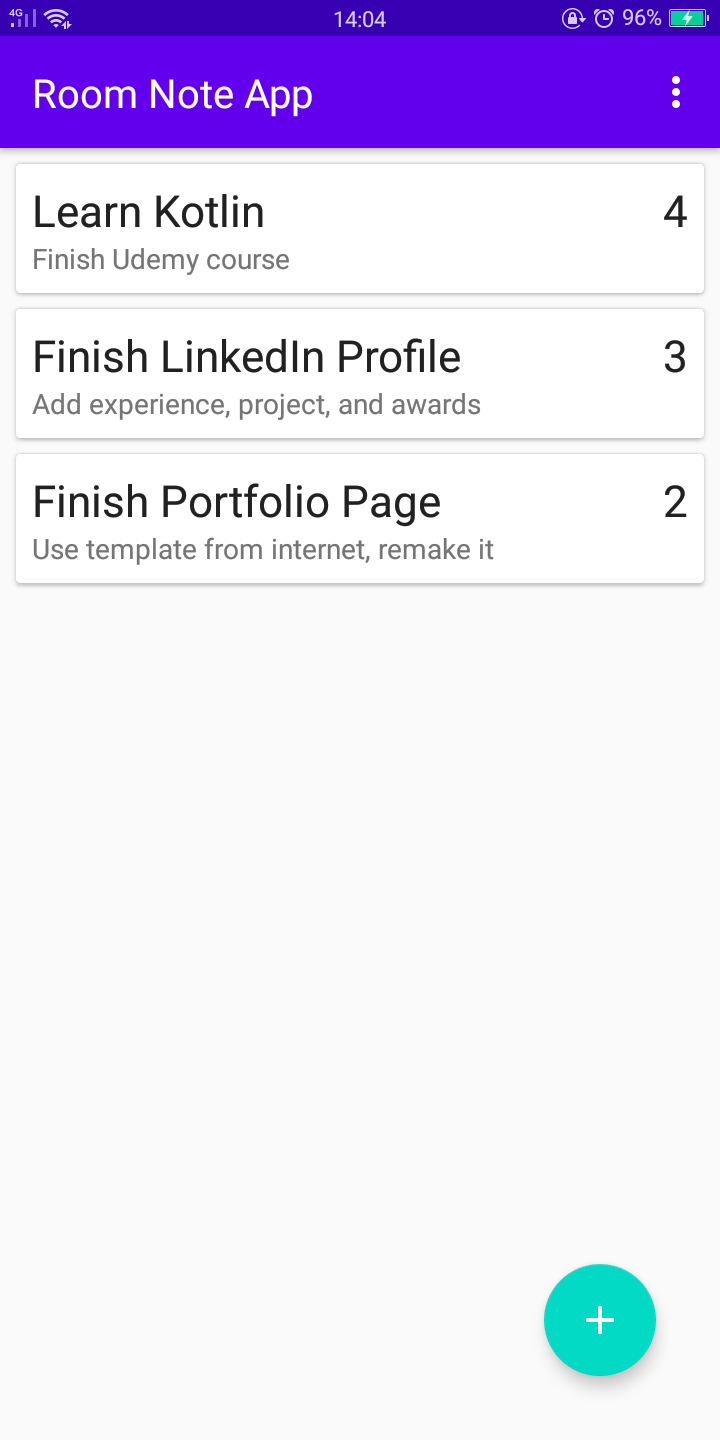 4G 14:04 96%
Room Note App
Learn Kotlin 4
Finish Udemy course
Finish LinkedIn Profile 3
Add experience, project, and awards
Finish Portfolio Page 2
Use template from internet, remake it
+